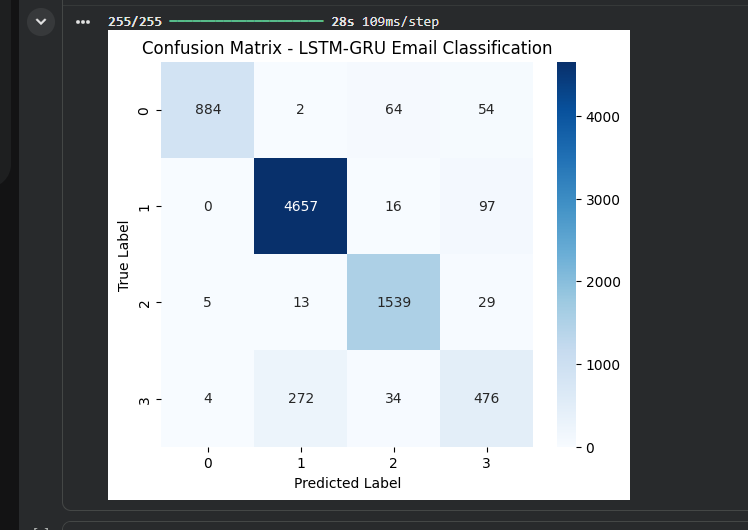 255/255 28s 109ms/step
Confusion Matrix - LSTM-GRU Email Classification
0 884 2 64 54
1 0 4657 16 97
2 5 13 1539 29
3 4 272 34 476
0 1 2 3
True Label
Predicted Label
4000
3000
2000
1000
0